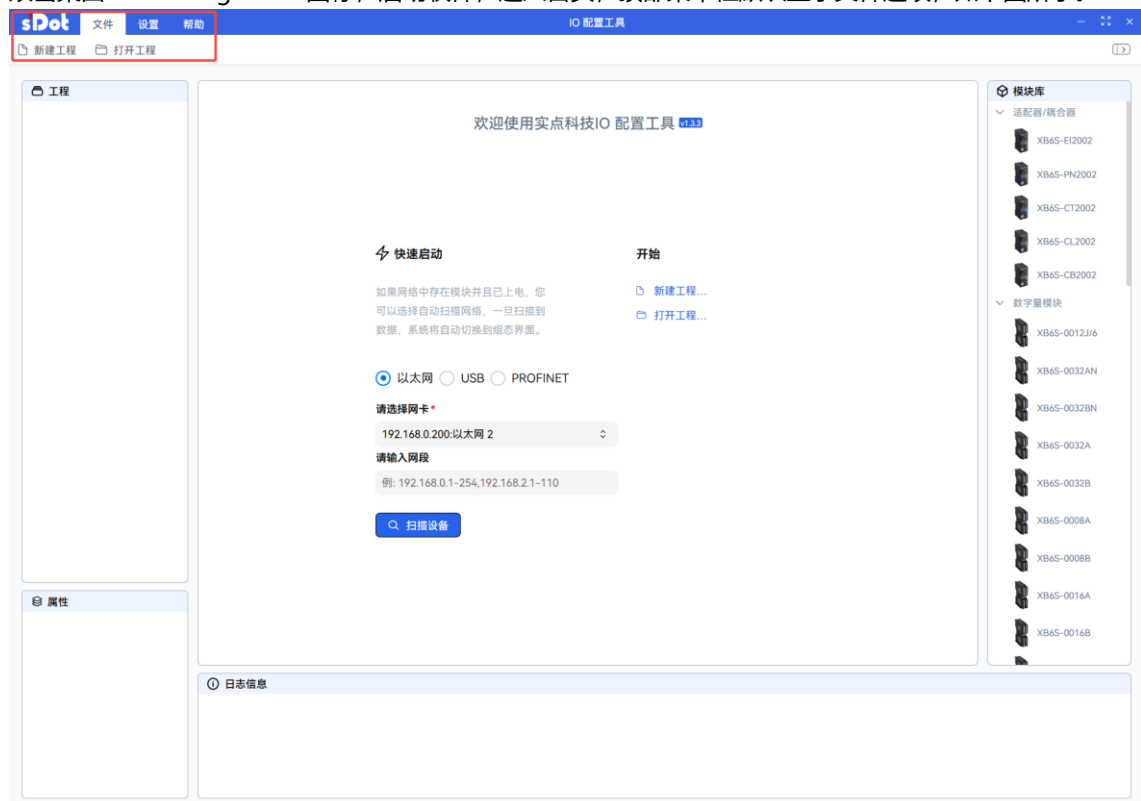 sDot 文件 设置 帮助 IO 配置工具
新建工程 打开工程
工程
欢迎使用实点科技IO 配置工具 v1.3.3
快速启动
如果网络中存在模块并且已上电，您
可以选择自动扫描网络，一旦扫描到
数据，系统将自动切换到组态界面。
以太网 USB PROFINET
请选择网卡*
192.168.0.200:以太网 2
请输入网段
例: 192.168.0.1-254,192.168.2.1-110
扫描设备
开始
新建工程...
打开工程...
模块库
适配器/耦合器
XB6S-EI2002
XB6S-PN2002
XB6S-CT2002
XB6S-CL2002
XB6S-CB2002
数字量模块
XB6S-0012J/6
XB6S-0032AN
XB6S-0032BN
XB6S-0032A
XB6S-0032B
XB6S-0008A
XB6S-0008B
XB6S-0016A
XB6S-0016B
属性
日志信息